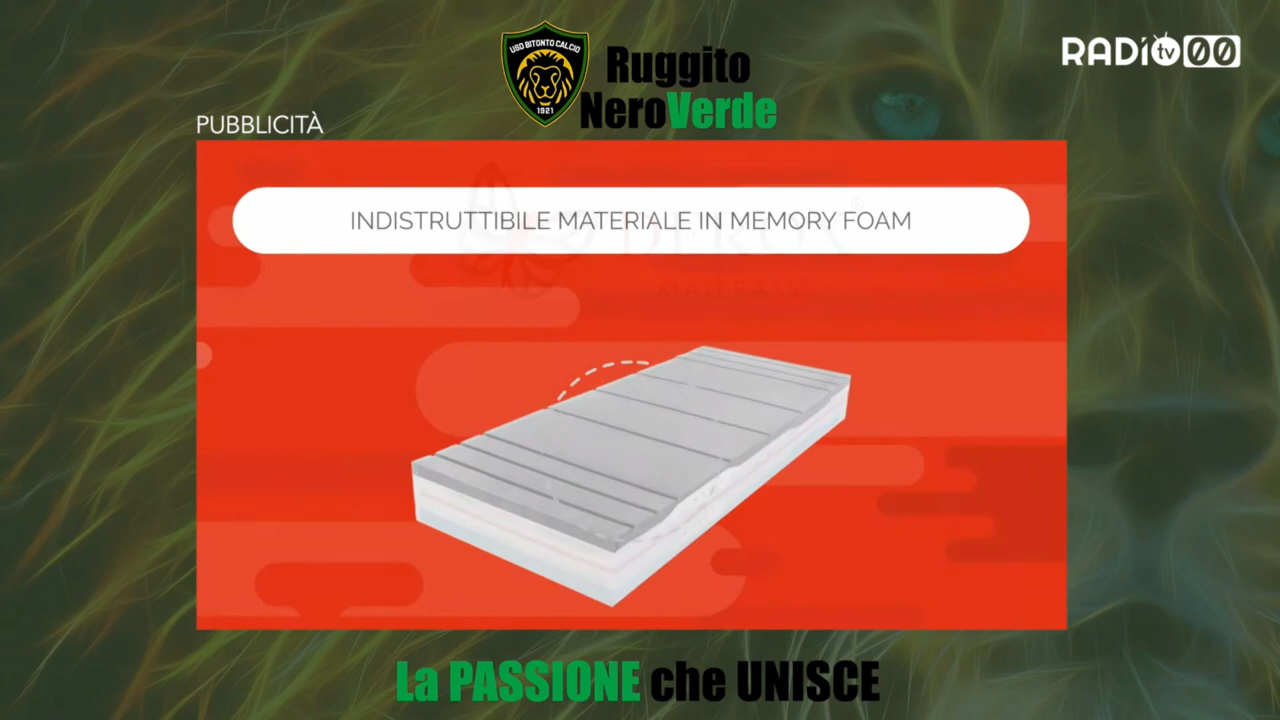 USD BITONTO CALCIO
1921
Ruggito
NeroVerde
RADIO tv 00
PUBBLICITÀ
INDISTRUTTIBILE MATERIALE IN MEMORY FOAM
MATERASSI
La PASSIONE che UNISCE